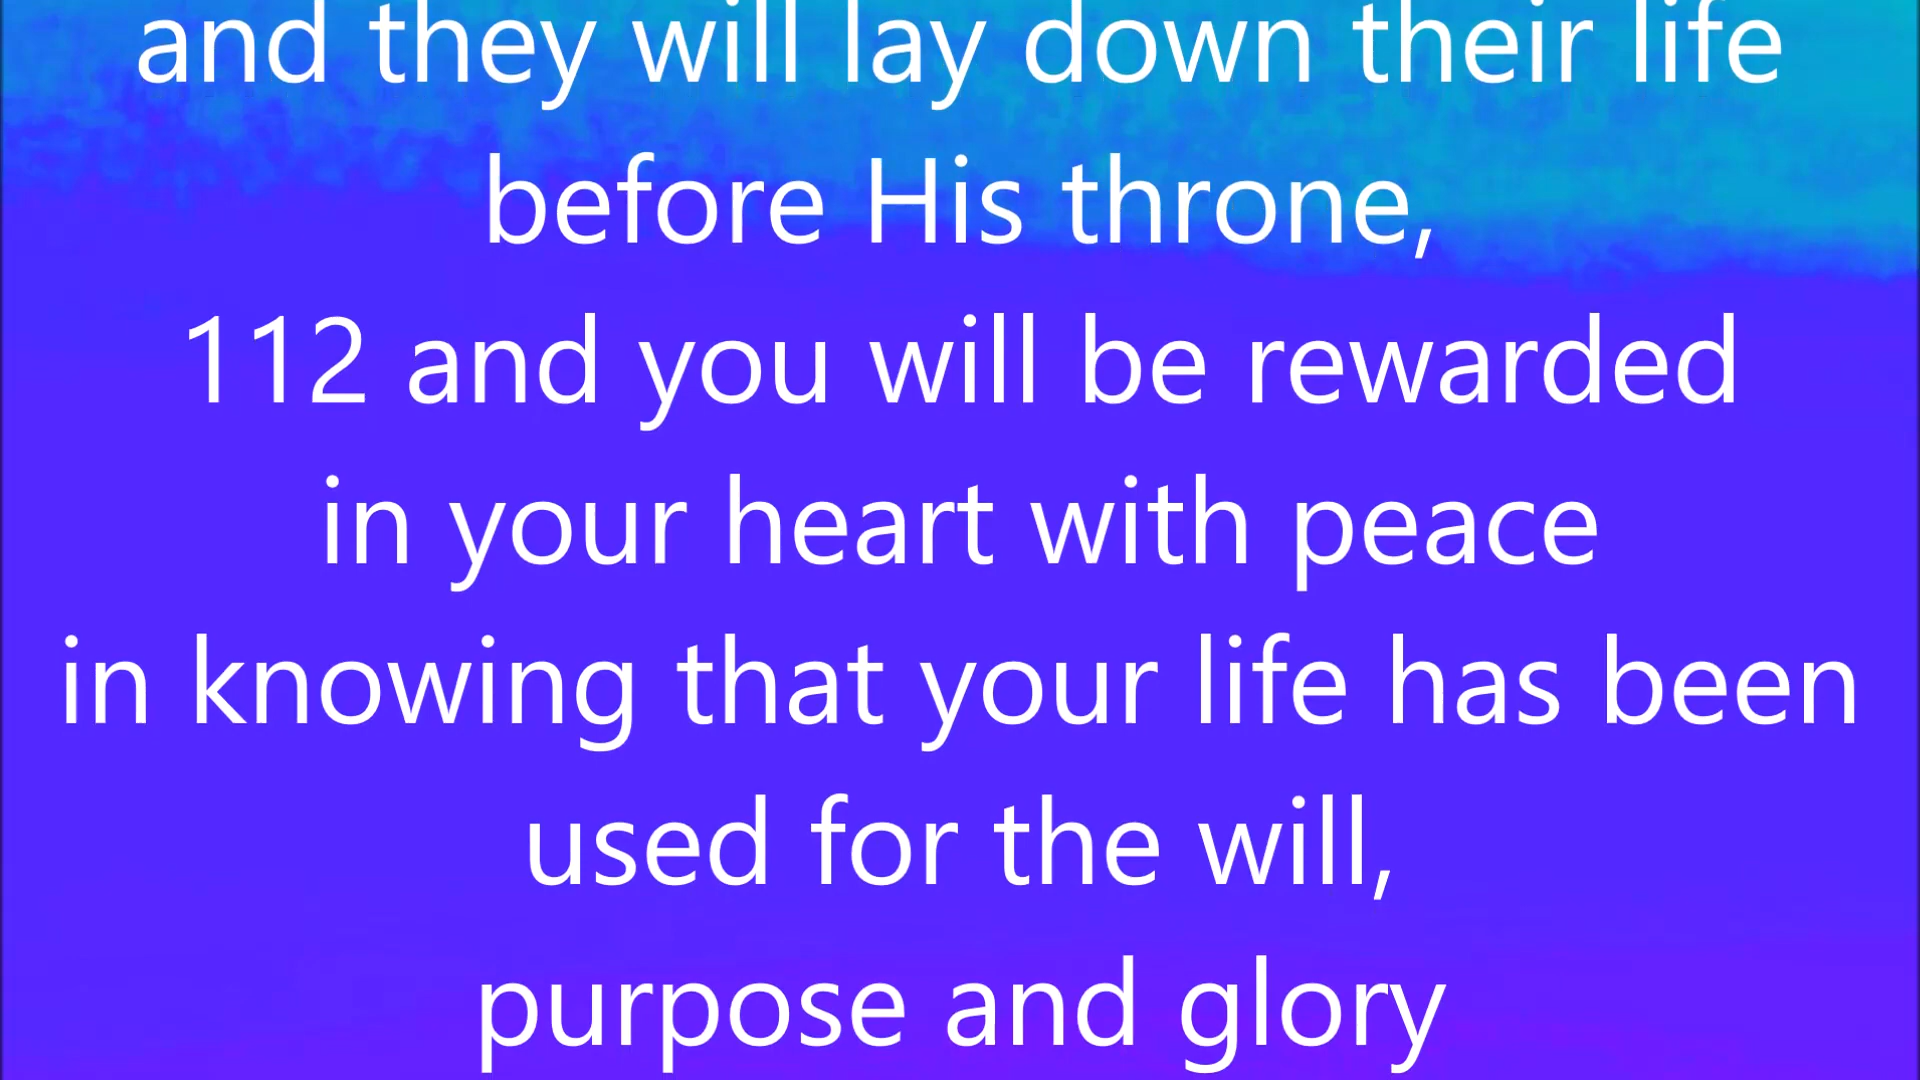 and they will lay down their life
before His throne,
112 and you will be rewarded
in your heart with peace
in knowing that your life has been
used for the will,
purpose and glory